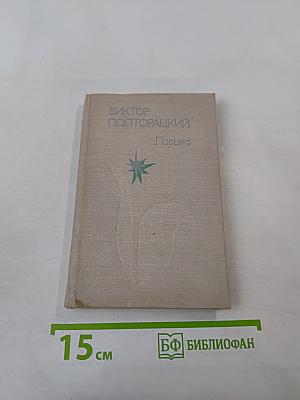 ВИКТОР
ПОЛТОРАЦКИЙ
Лирика
15 см
БФ БИБЛИОФАН